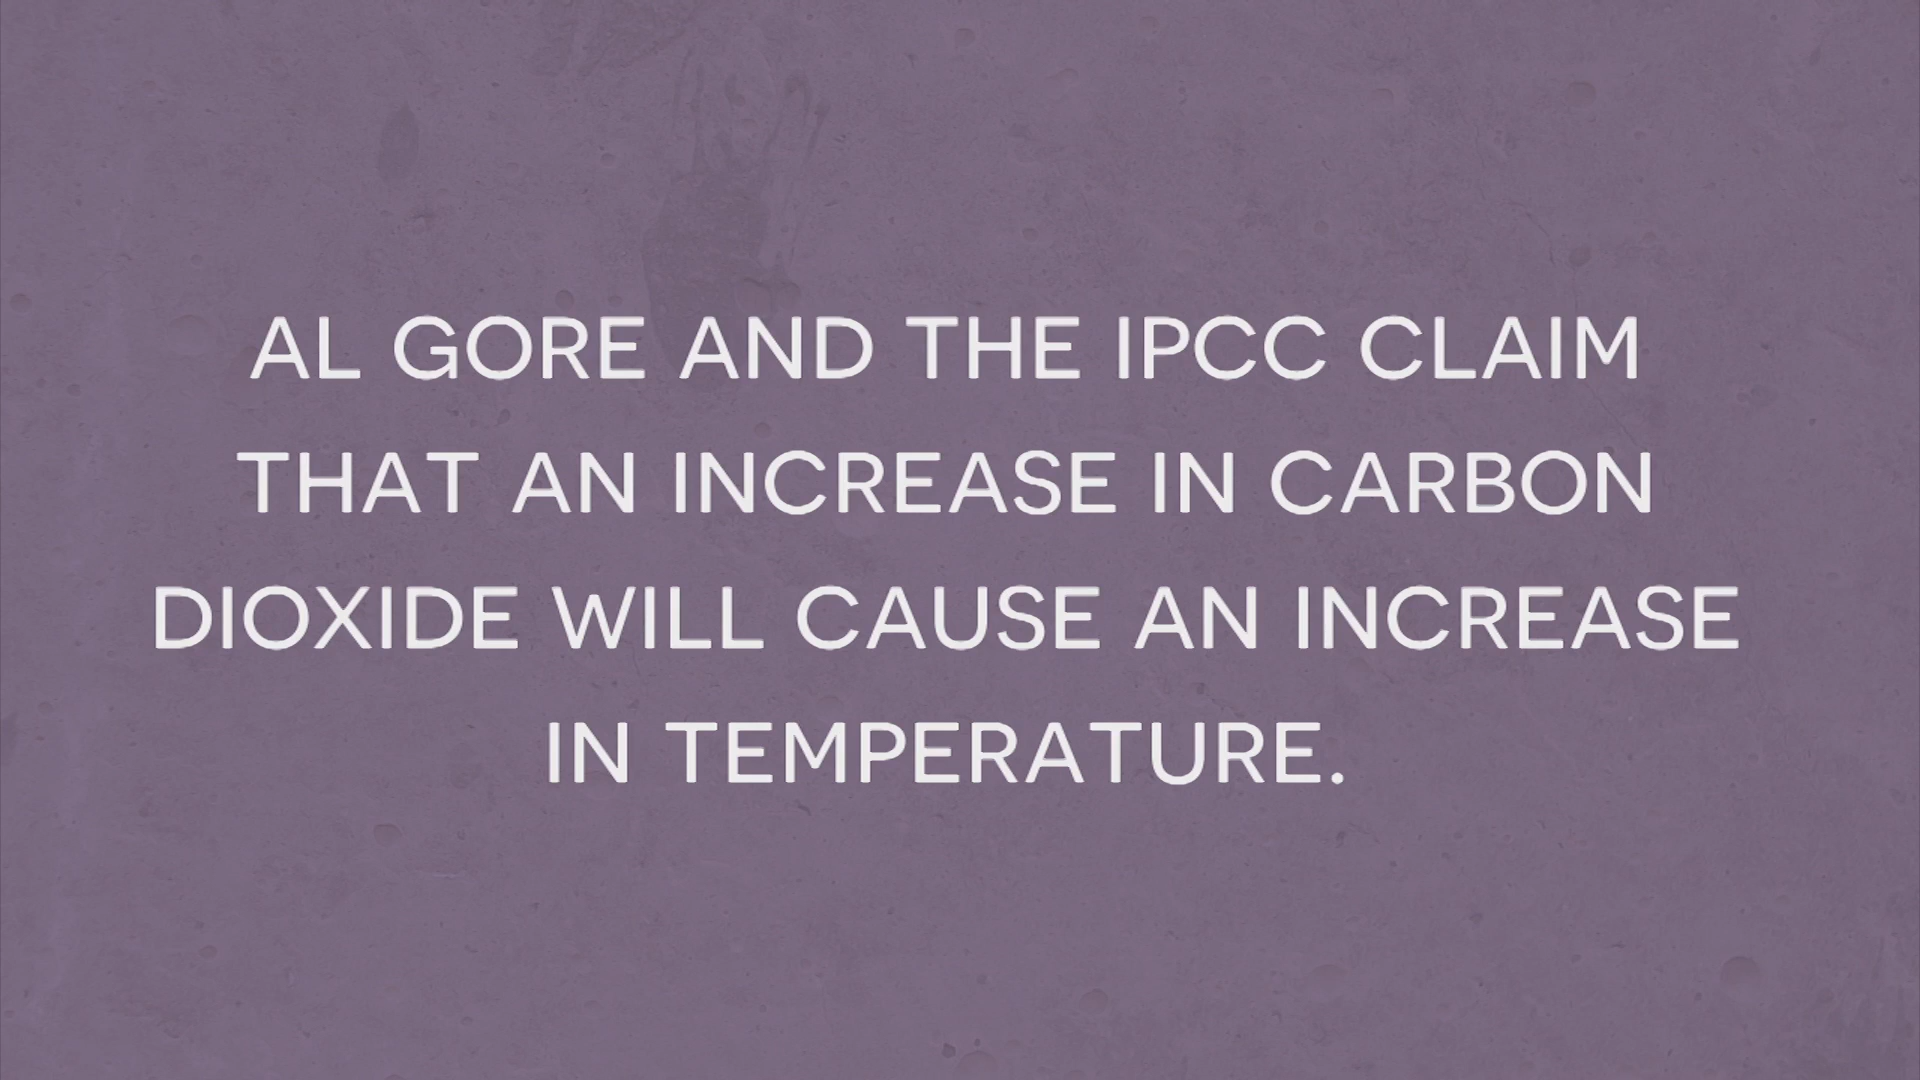 AL GORE AND THE IPCC CLAIM
THAT AN INCREASE IN CARBON
DIOXIDE WILL CAUSE AN INCREASE
IN TEMPERATURE.